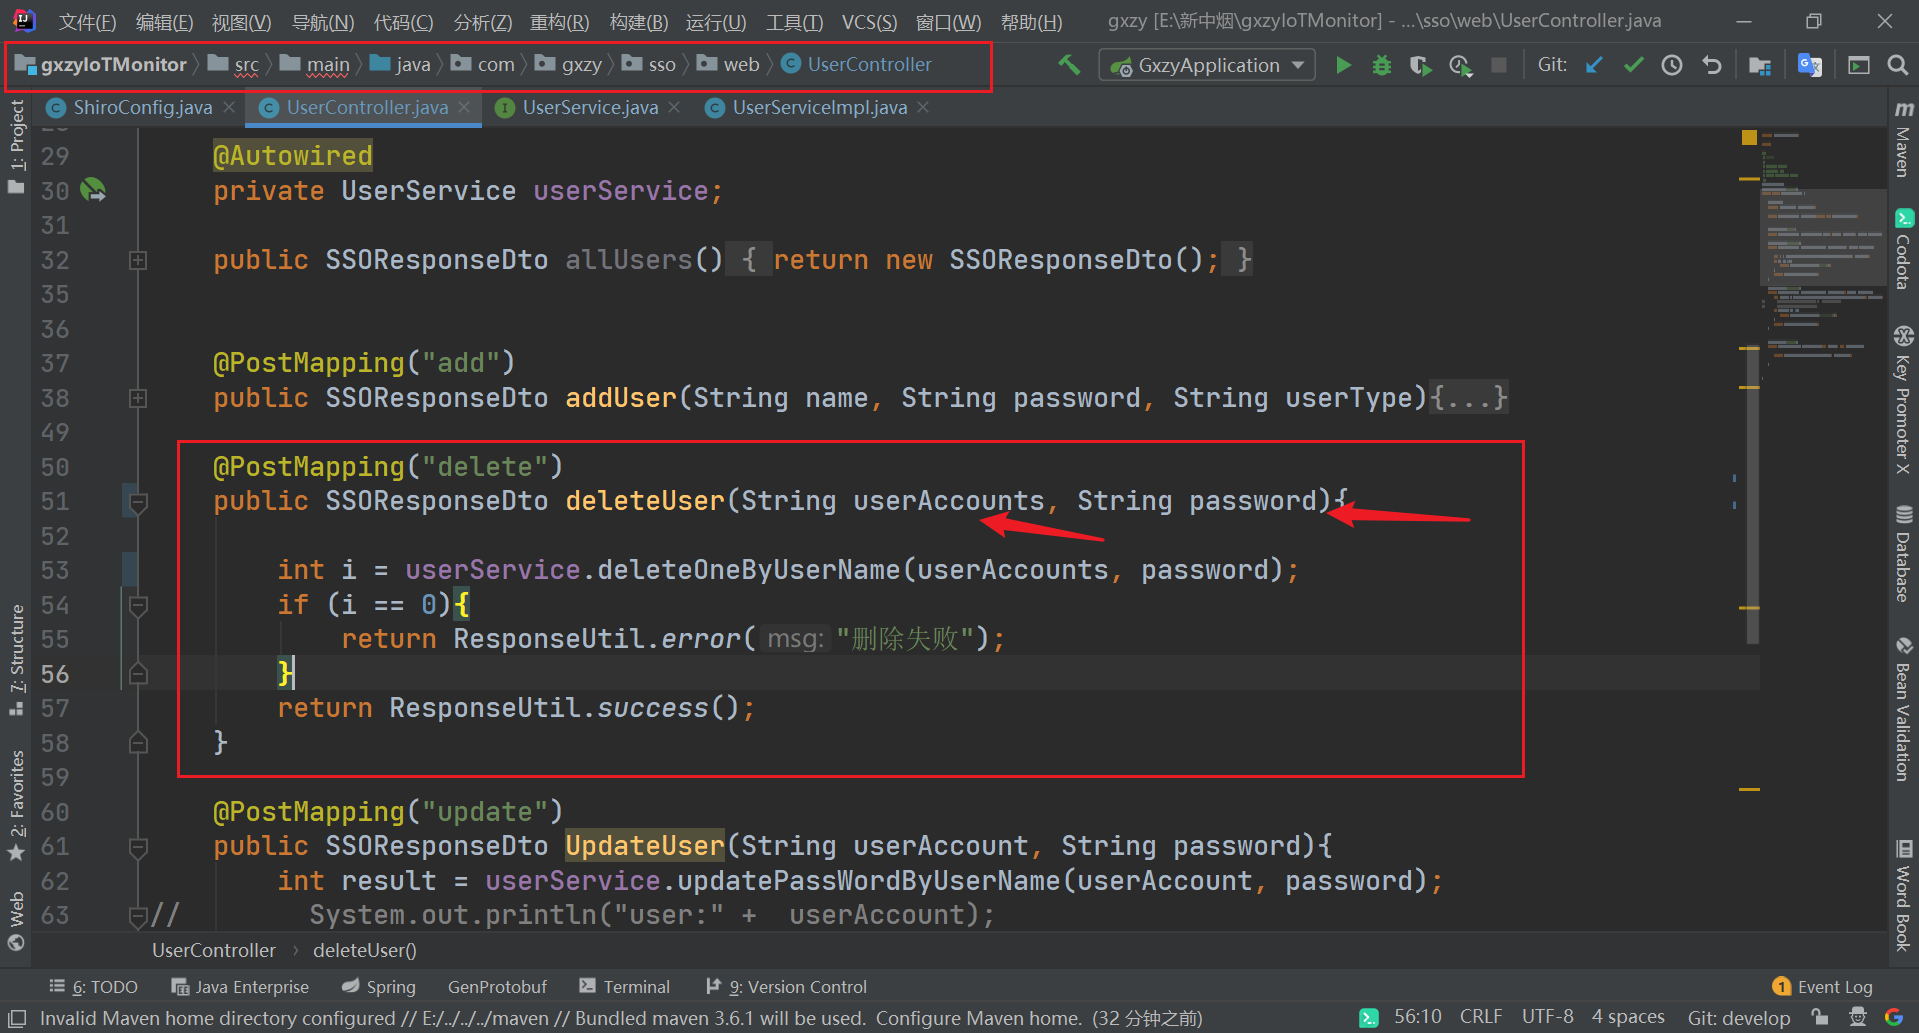 文件(F) 编辑(E) 视图(V) 导航(N) 代码(C) 分析(Z) 重构(R) 构建(B) 运行(U) 工具(T) VCS(S) 窗口(W) 帮助(H) gxzy [E:\新中烟\gxzyIoTMonitor] - ...\sso\web\UserController.java
gxzyIoTMonitor src main java com gxzy sso web UserController GxzyApplication Git:
ShiroConfig.java UserController.java UserService.java UserServiceImpl.java
29 @Autowired
30 private UserService userService;
31
32 public SSOResponseDto allUsers() { return new SSOResponseDto(); }
35
36
37 @PostMapping("add")
38 public SSOResponseDto addUser(String name, String password, String userType){...}
49
50 @PostMapping("delete")
51 public SSOResponseDto deleteUser(String userAccounts, String password){
52
53 int i = userService.deleteOneByUserName(userAccounts, password);
54 if (i == 0){
55 return ResponseUtil.error( msg: "删除失败");
56 }
57 return ResponseUtil.success();
58 }
59
60 @PostMapping("update")
61 public SSOResponseDto UpdateUser(String userAccount, String password){
62 int result = userService.updatePassWordByUserName(userAccount, password);
63 // System.out.println("user:" + userAccount);
UserController › deleteUser()
1: Project
7: Structure
2: Favorites
Web
Maven
Codota
Key Promoter X
Database
Bean Validation
Word Book
6: TODO Java Enterprise Spring GenProtobuf Terminal 9: Version Control 1 Event Log
Invalid Maven home directory configured // E:/../../../maven // Bundled maven 3.6.1 will be used. Configure Maven home. (32 分钟之前) 56:10 CRLF UTF-8 4 spaces Git: develop